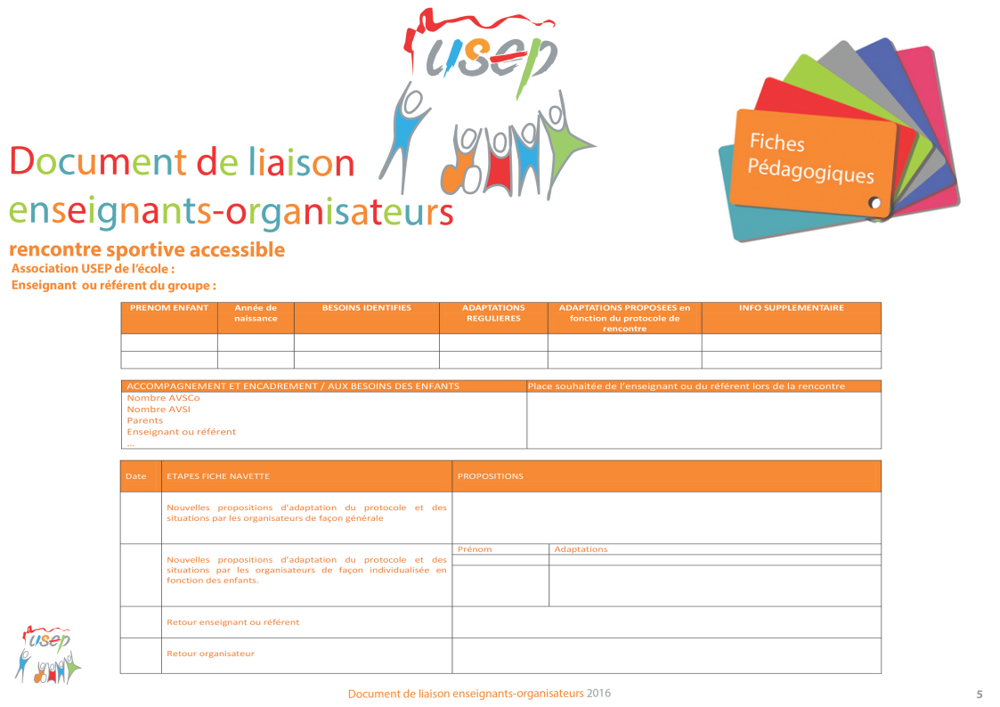 usep
Fiches
Pédagogiques
Document de liaison
enseignants-organisateurs
rencontre sportive accessible
Association USEP de l'école :
Enseignant ou référent du groupe :
PRENOM ENFANT
Année de
naissance
BESOINS IDENTIFIES
ADAPTATIONS
REGULIERES
ADAPTATIONS PROPOSEES en
fonction du protocole de
rencontre
INFO SUPPLEMENTAIRE
ACCOMPAGNEMENT ET ENCADREMENT / AUX BESOINS DES ENFANTS
Place souhaitée de l'enseignant ou du référent lors de la rencontre
Nombre AVSCo
Nombre AVSI
Parents
Enseignant ou référent
...
Date
ETAPES FICHE NAVETTE
PROPOSITIONS
Nouvelles propositions d'adaptation du protocole et des
situations par les organisateurs de façon générale
Nouvelles propositions d'adaptation du protocole et des
situations par les organisateurs de façon individualisée en
fonction des enfants.
Prénom
Adaptations
Retour enseignant ou référent
Retour organisateur
usep
Document de liaison enseignants-organisateurs 2016
5